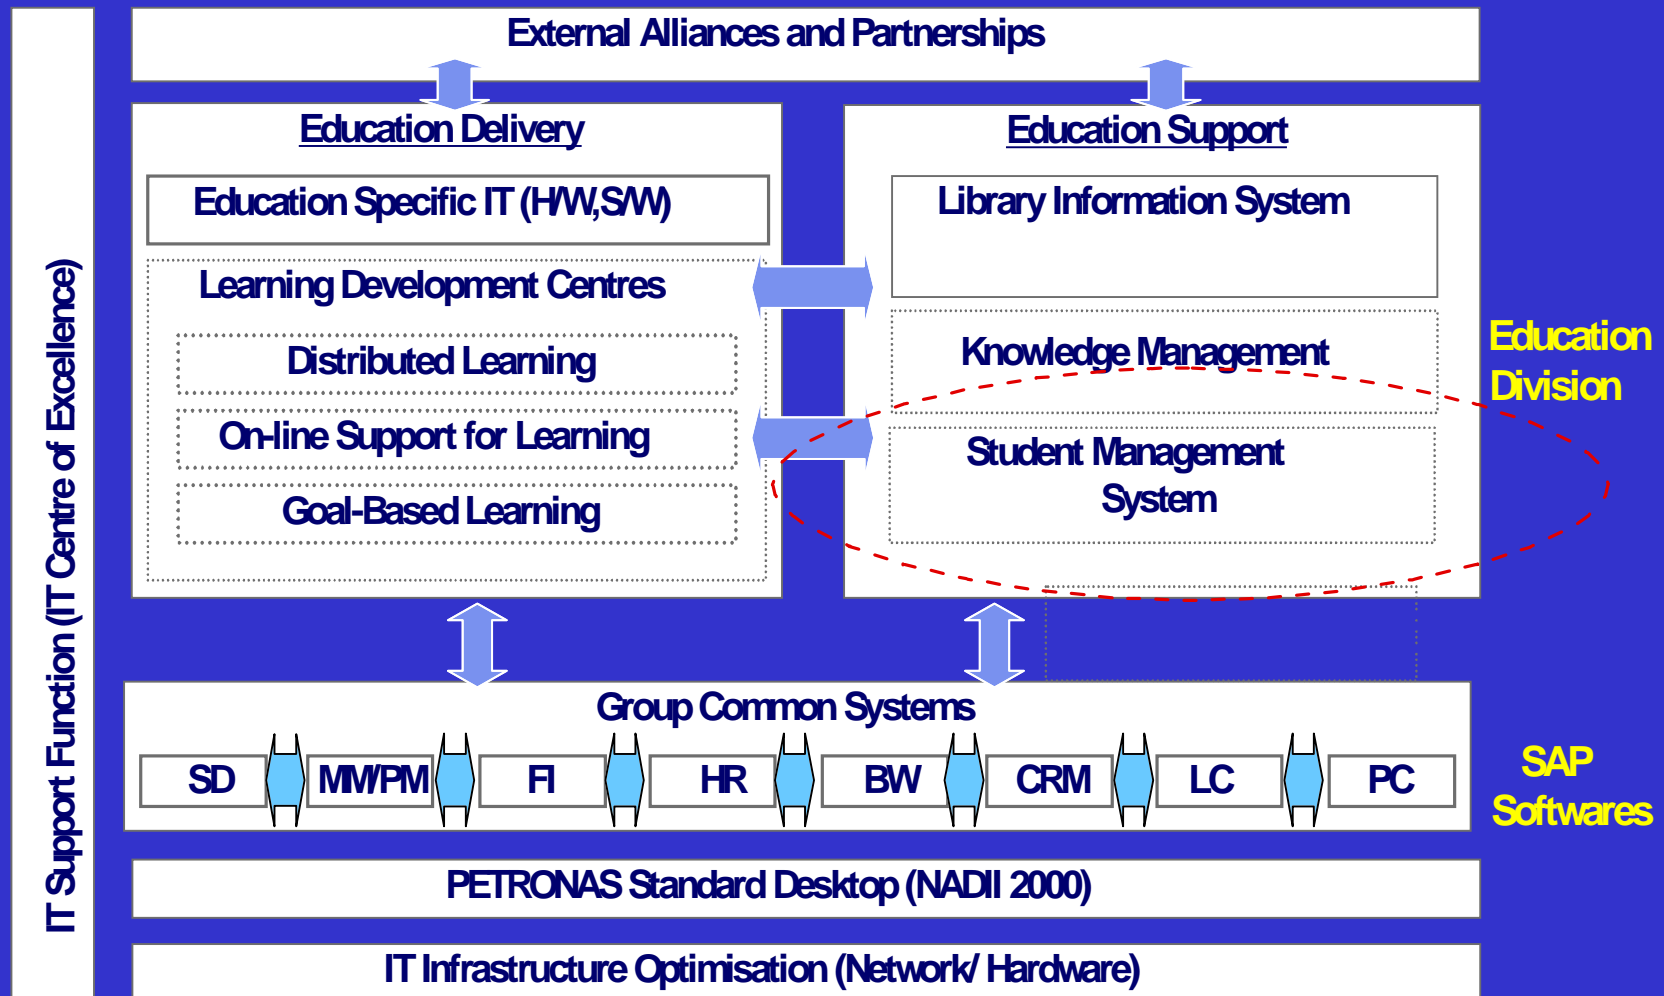 External Alliances and Partnerships
Education Delivery
Education Specific IT (H/W,S/W)
Learning Development Centres
Distributed Learning
On-line Support for Learning
Goal-Based Learning
Education Support
Library Information System
Knowledge Management
Student Management
System
Education
Division
IT Support Function (IT Centre of Excellence)
Group Common Systems
SD
MM/PM
FI
HR
BW
CRM
LC
PC
SAP
Softwares
PETRONAS Standard Desktop (NADII 2000)
IT Infrastructure Optimisation (Network/ Hardware)